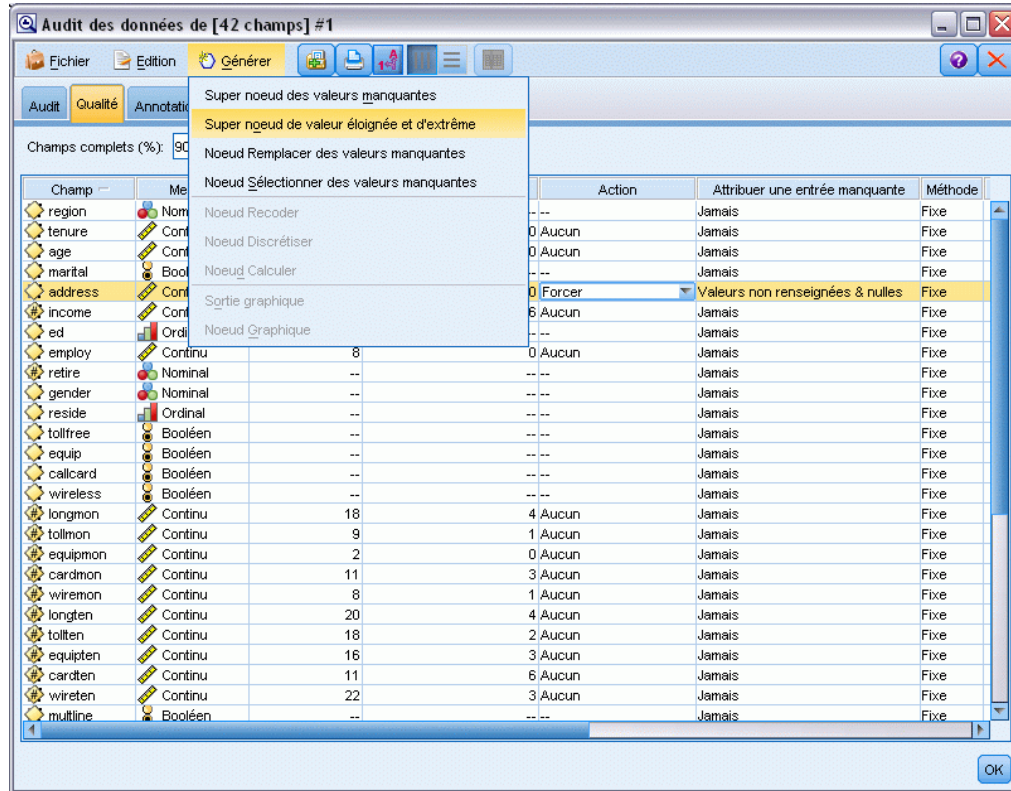 Audit des données de [42 champs] #1
Fichier Edition Générer
Audit Qualité Annotatio
Super noeud des valeurs manquantes
Super noeud de valeur éloignée et d'extrême
Noeud Remplacer des valeurs manquantes
Noeud Sélectionner des valeurs manquantes
Noeud Recoder
Noeud Discrétiser
Noeud Calculer
Sortie graphique
Noeud Graphique
Champs complets (%): 90
Champ Me Action Attribuer une entrée manquante Méthode
region Nom -- -- Jamais Fixe
tenure Cont 0 Aucun Jamais Fixe
age Cont 0 Aucun Jamais Fixe
marital Bool -- -- Jamais Fixe
address Cont 0 Forcer Valeurs non renseignées & nulles Fixe
income Cont 6 Aucun Jamais Fixe
ed Ordi -- -- Jamais Fixe
employ Continu 8 0 Aucun Jamais Fixe
retire Nominal -- -- -- Jamais Fixe
gender Nominal -- -- -- Jamais Fixe
reside Ordinal -- -- -- Jamais Fixe
tollfree Booléen -- -- -- Jamais Fixe
equip Booléen -- -- -- Jamais Fixe
callcard Booléen -- -- -- Jamais Fixe
wireless Booléen -- -- -- Jamais Fixe
longmon Continu 18 4 Aucun Jamais Fixe
tollmon Continu 9 1 Aucun Jamais Fixe
equipmon Continu 2 0 Aucun Jamais Fixe
cardmon Continu 11 3 Aucun Jamais Fixe
wiremon Continu 8 1 Aucun Jamais Fixe
longten Continu 20 4 Aucun Jamais Fixe
tollten Continu 18 2 Aucun Jamais Fixe
equipten Continu 16 3 Aucun Jamais Fixe
cardten Continu 11 6 Aucun Jamais Fixe
wireten Continu 22 3 Aucun Jamais Fixe
multline Booléen -- -- -- Jamais Fixe
OK